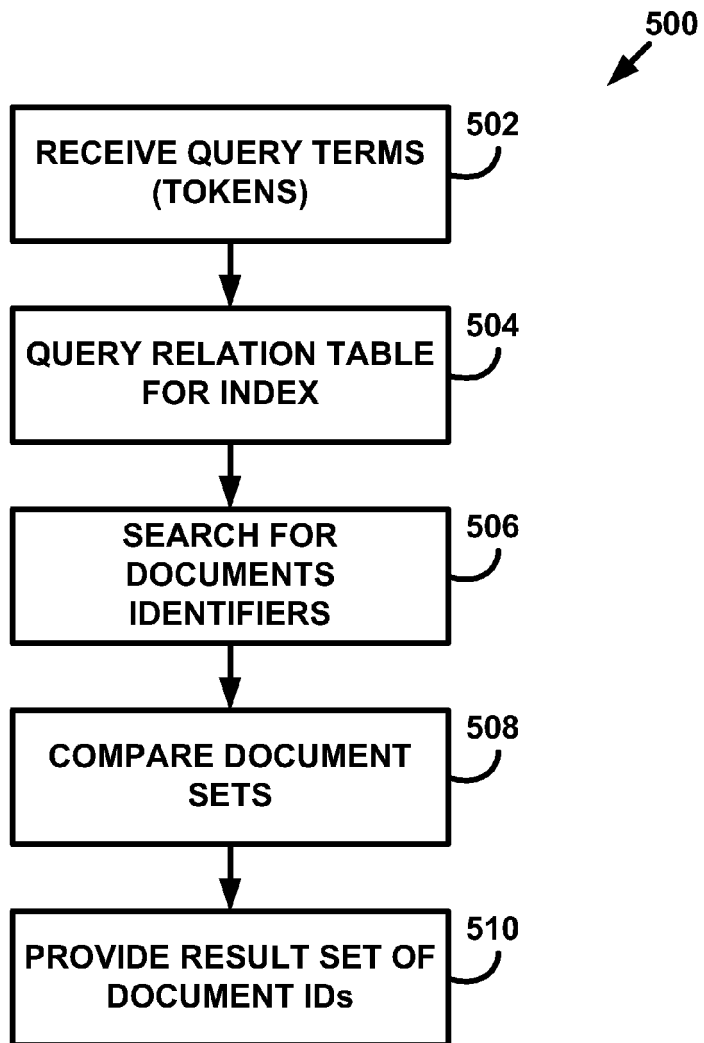 500
502
RECEIVE QUERY TERMS
(TOKENS)
504
QUERY RELATION TABLE
FOR INDEX
506
SEARCH FOR
DOCUMENTS
IDENTIFIERS
508
COMPARE DOCUMENT
SETS
510
PROVIDE RESULT SET OF
DOCUMENT IDs